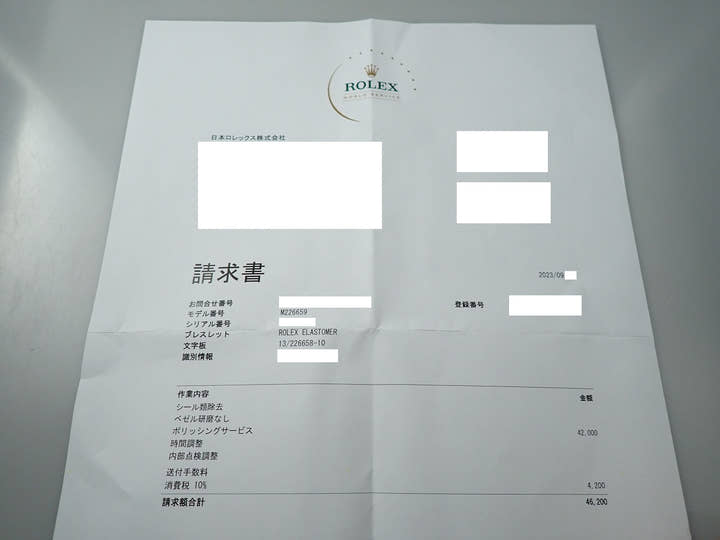 ROLEX
WORLD SERVICE
日本ロレックス株式会社
請求書
2023/09
お問合せ番号
登録番号
モデル番号 M226659
シリアル番号
ブレスレット ROLEX ELASTOMER
文字板 13/226658-10
識別情報
作業内容 金額
シール類除去
ベゼル研磨なし
ポリッシングサービス 42,000
時間調整
内部点検調整
送付手数料
消費税 10% 4,200
請求額合計 46,200